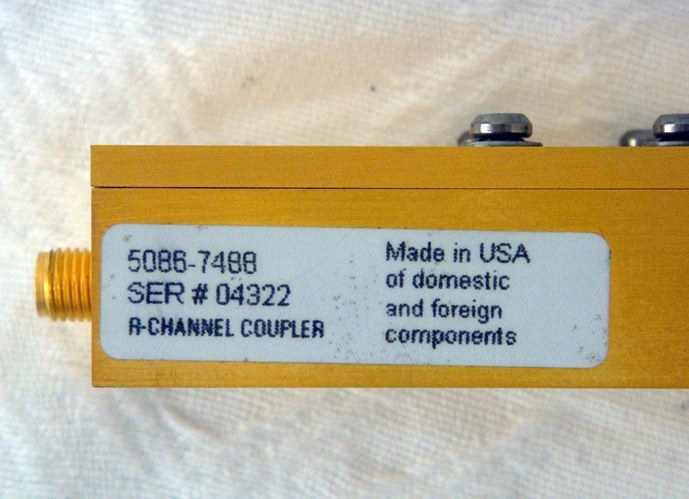 5086-7488
SER # 04322
R-CHANNEL COUPLER
Made in USA
of domestic
and foreign
components